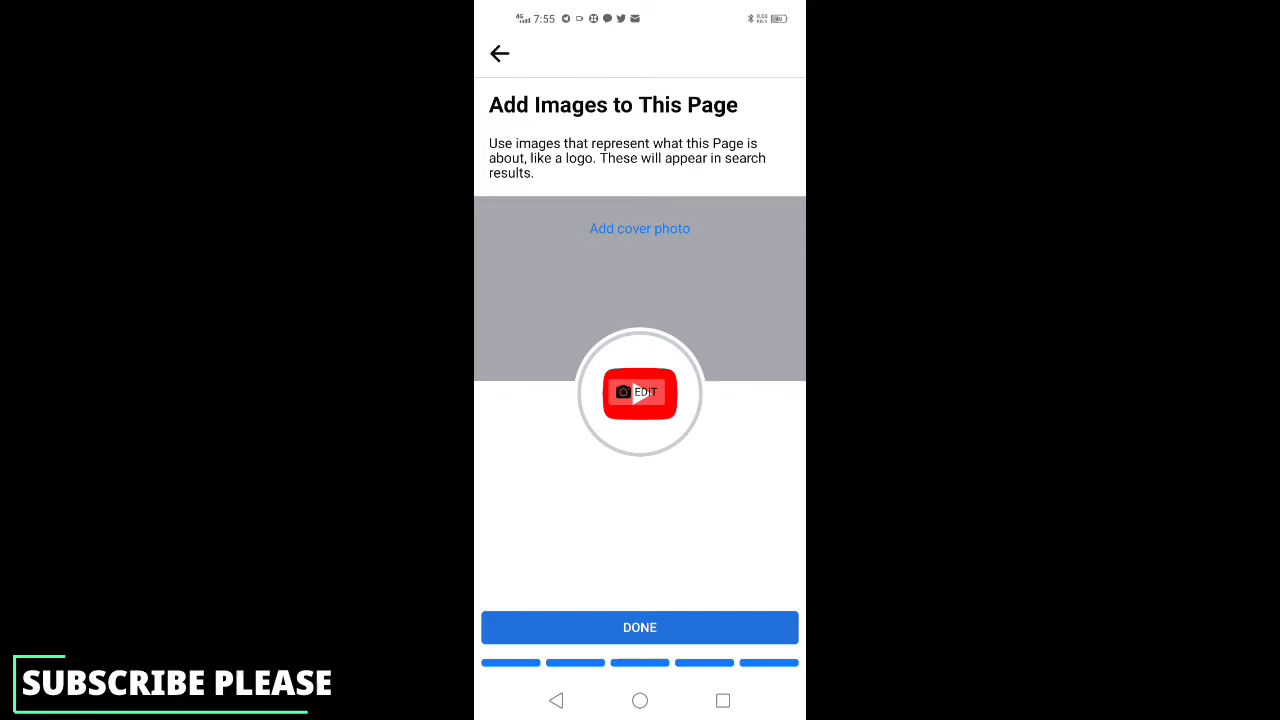 4G 7:55
Add Images to This Page
Use images that represent what this Page is
about, like a logo. These will appear in search
results.
Add cover photo
EDIT
DONE
SUBSCRIBE PLEASE